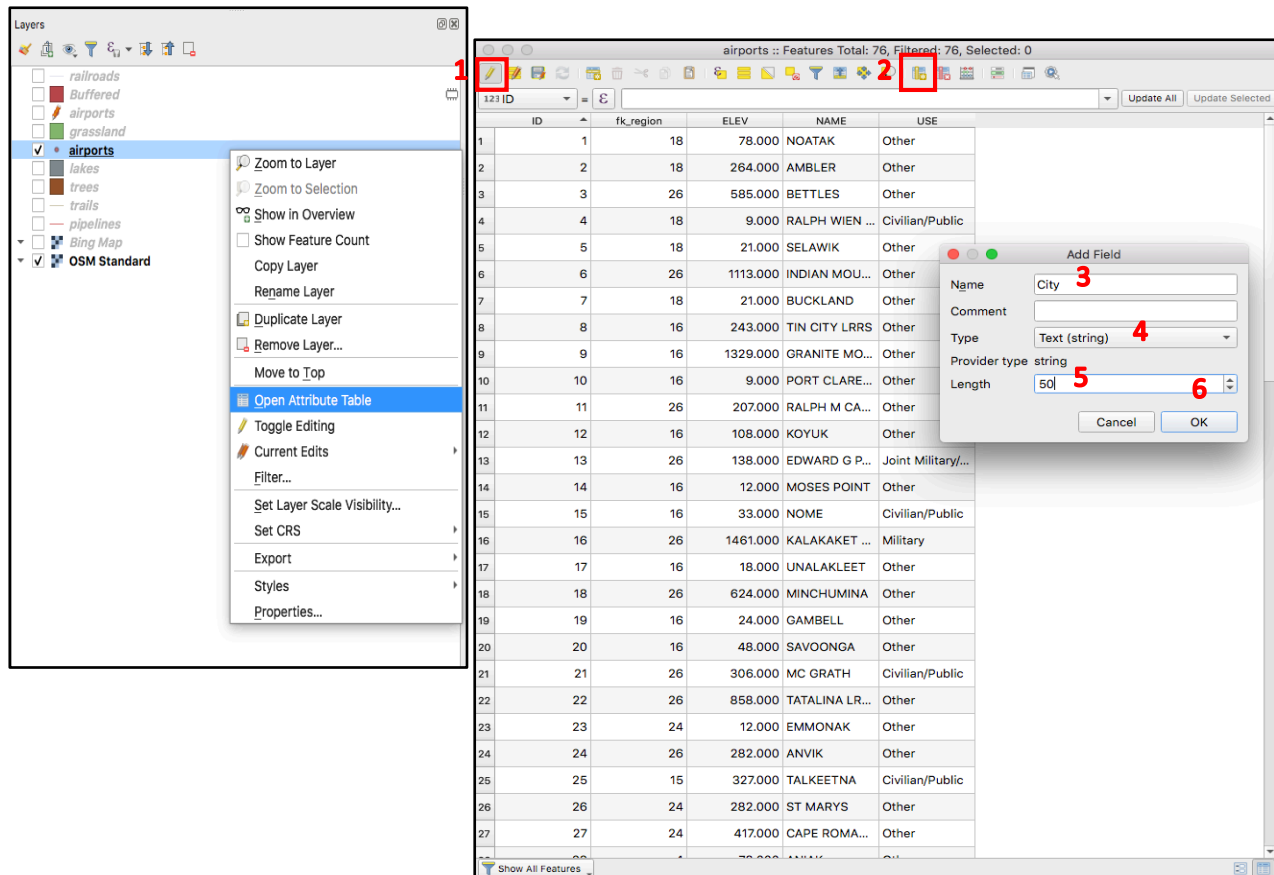 Layers
railroads
Buffered
airports
grassland
airports
lakes
trees
trails
pipelines
Bing Map
OSM Standard
Zoom to Layer
Zoom to Selection
Show in Overview
Show Feature Count
Copy Layer
Rename Layer
Duplicate Layer
Remove Layer...
Move to Top
Open Attribute Table
Toggle Editing
Current Edits
Filter...
Set Layer Scale Visibility...
Set CRS
Export
Styles
Properties...
airports :: Features Total: 76, Filtered: 76, Selected: 0
1
2
123 ID = ε Update All Update Selected
ID fk_region ELEV NAME USE
1 1 18 78.000 NOATAK Other
2 2 18 264.000 AMBLER Other
3 3 26 585.000 BETTLES Other
4 4 18 9.000 RALPH WIEN ... Civilian/Public
5 5 18 21.000 SELAWIK Other
6 6 26 1113.000 INDIAN MOU... Other
7 7 18 21.000 BUCKLAND Other
8 8 16 243.000 TIN CITY LRRS Other
9 9 16 1329.000 GRANITE MO... Other
10 10 16 9.000 PORT CLARE... Other
11 11 26 207.000 RALPH M CA... Other
12 12 16 108.000 KOYUK Other
13 13 26 138.000 EDWARD G P... Joint Military/...
14 14 16 12.000 MOSES POINT Other
15 15 16 33.000 NOME Civilian/Public
16 16 26 1461.000 KALAKAKET ... Military
17 17 16 18.000 UNALAKLEET Other
18 18 26 624.000 MINCHUMINA Other
19 19 16 24.000 GAMBELL Other
20 20 16 48.000 SAVOONGA Other
21 21 26 306.000 MC GRATH Civilian/Public
22 22 26 858.000 TATALINA LR... Other
23 23 24 12.000 EMMONAK Other
24 24 26 282.000 ANVIK Other
25 25 15 327.000 TALKEETNA Civilian/Public
26 26 24 282.000 ST MARYS Other
27 27 24 417.000 CAPE ROMA... Other
Show All Features
Add Field
Name City 3
Comment
Type Text (string) 4
Provider type string
Length 50 5 6
Cancel OK